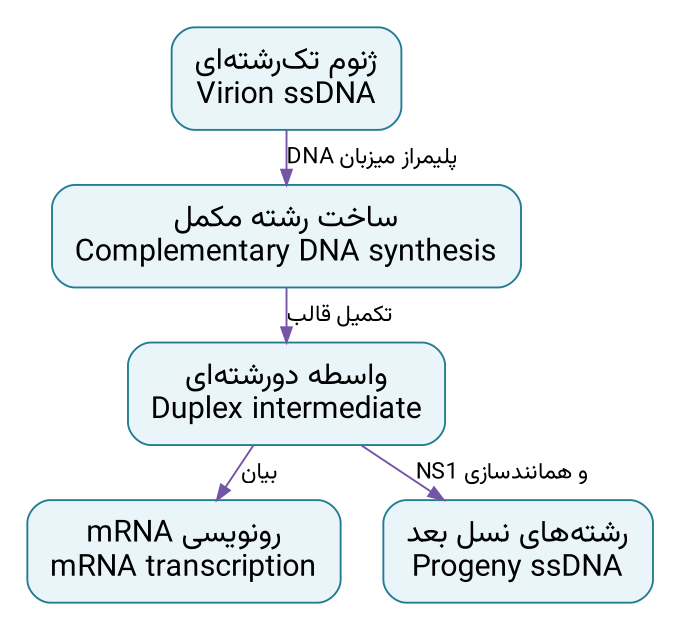 ژنوم تک‌رشته‌ای
Virion ssDNA
پلیمراز میزبان DNA
ساخت رشته مکمل
Complementary DNA synthesis
تکمیل قالب
واسطه دورشته‌ای
Duplex intermediate
بیان
و همانندسازی NS1
رونویسی mRNA
mRNA transcription
رشته‌های نسل بعد
Progeny ssDNA